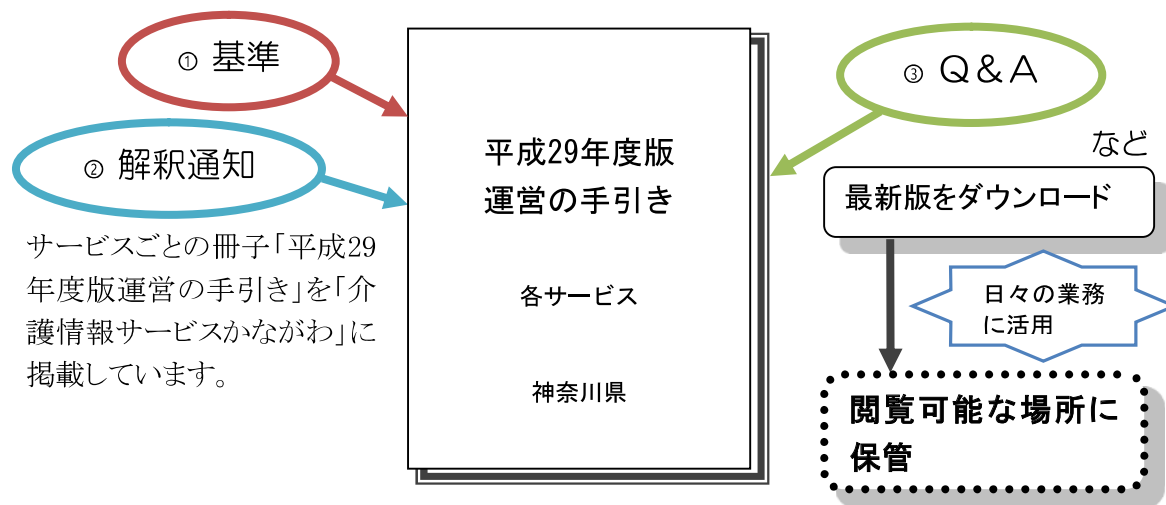 ① 基準
② 解釈通知
サービスごとの冊子「平成29
年度版運営の手引き」を「介
護情報サービスかながわ」に
掲載しています。
平成29年度版
運営の手引き
各サービス
神奈川県
③ Q&A
など
最新版をダウンロード
日々の業務
に活用
閲覧可能な場所に
保管